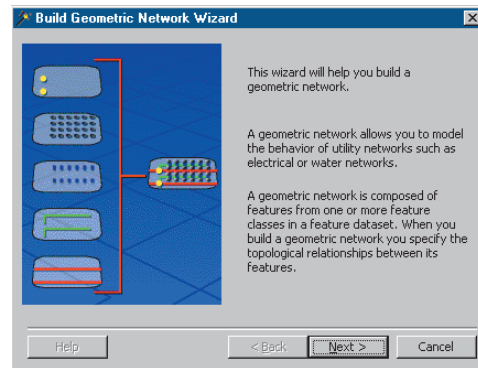 Build Geometric Network Wizard
This wizard will help you build a
geometric network.
A geometric network allows you to model
the behavior of utility networks such as
electrical or water networks.
A geometric network is composed of
features from one or more feature
classes in a feature dataset. When you
build a geometric network you specify the
topological relationships between its
features.
Help
< Back
Next >
Cancel